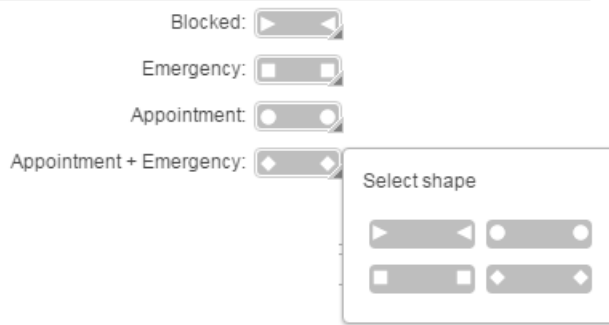 Blocked:
Emergency:
Appointment:
Appointment + Emergency:
Select shape